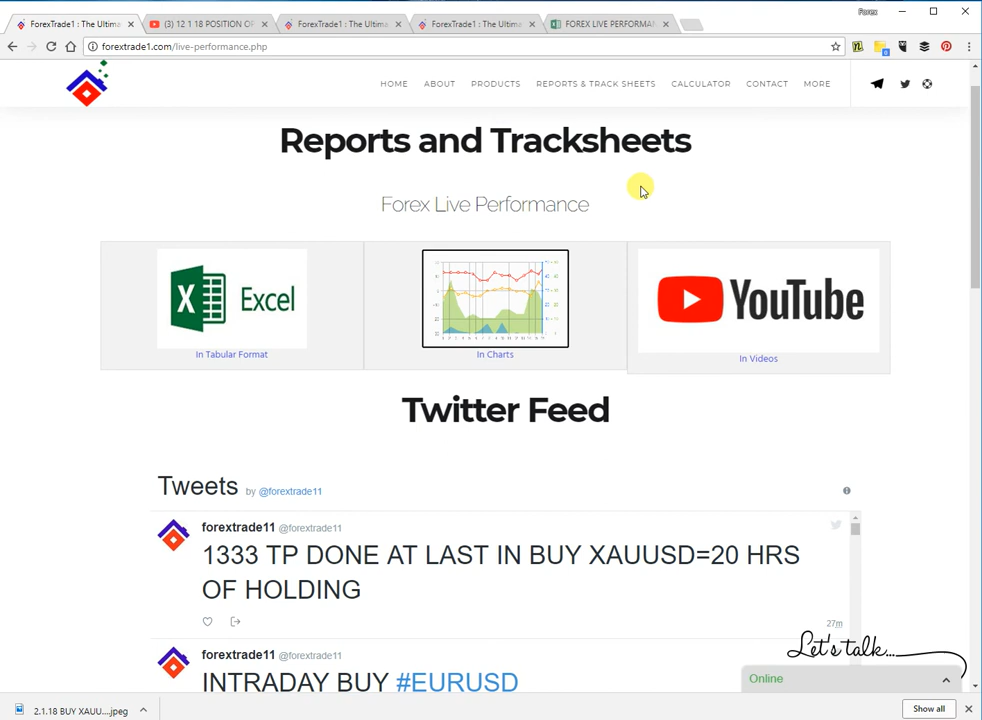 Forex
ForexTrade1 : The Ultima
(3) 12 1 18 POSITION OF
ForexTrade1 : The Ultima
ForexTrade1 : The Ultima
FOREX LIVE PERFORMAN
forextrade1.com/live-performance.php
HOME ABOUT PRODUCTS REPORTS & TRACK SHEETS CALCULATOR CONTACT MORE
Reports and Tracksheets
Forex Live Performance
X Excel
YouTube
In Tabular Format
In Charts
In Videos
Twitter Feed
Tweets by @forextrade11
forextrade11 @forextrade11
1333 TP DONE AT LAST IN BUY XAUUSD=20 HRS
OF HOLDING
27m
Let's talk...
forextrade11 @forextrade11
INTRADAY BUY #EURUSD
Online
2.1.18 BUY XAUU....jpeg
Show all